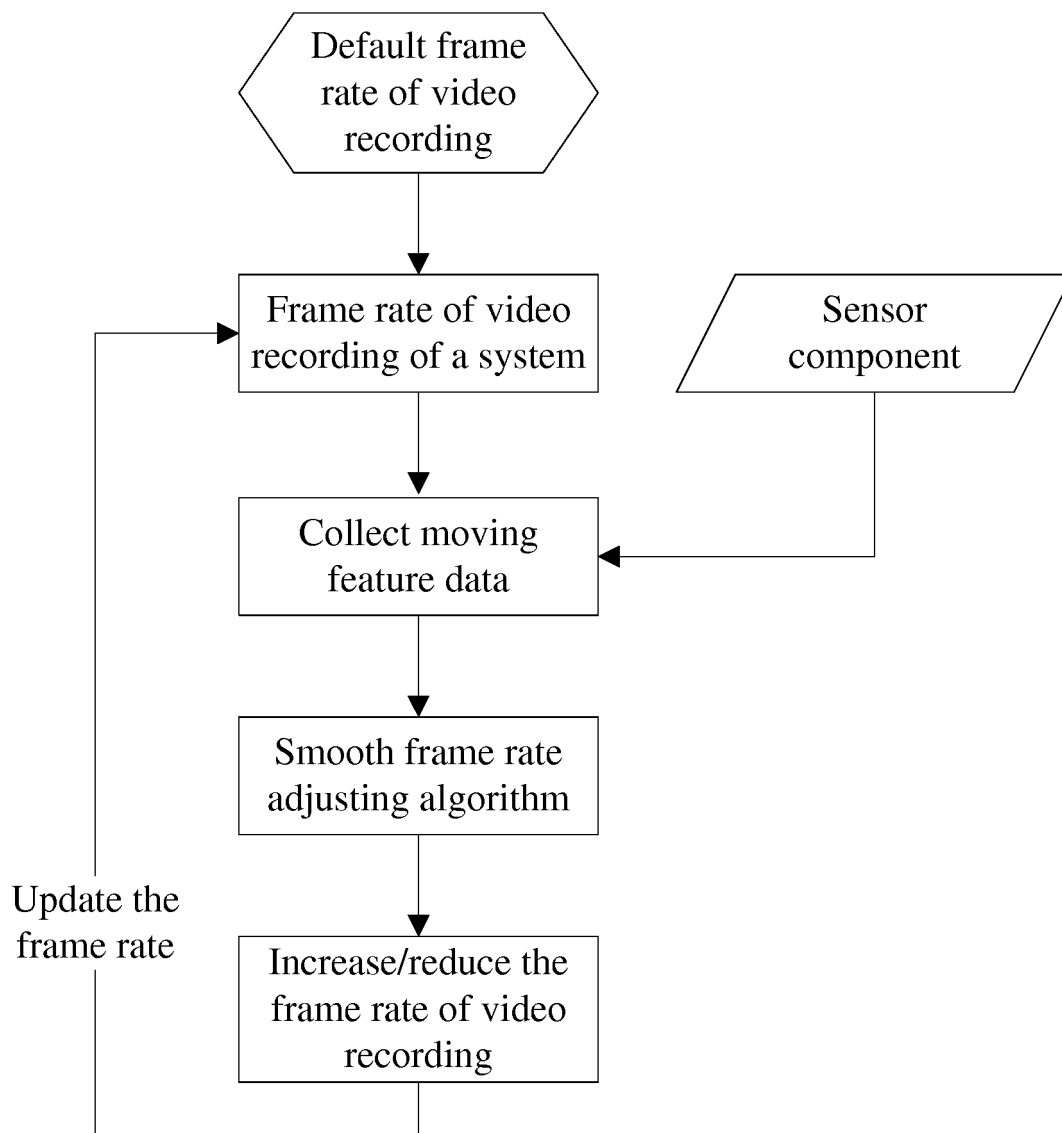 Default frame
rate of video
recording
Frame rate of video
recording of a system
Sensor
component
Collect moving
feature data
Smooth frame rate
adjusting algorithm
Update the
frame rate
Increase/reduce the
frame rate of video
recording